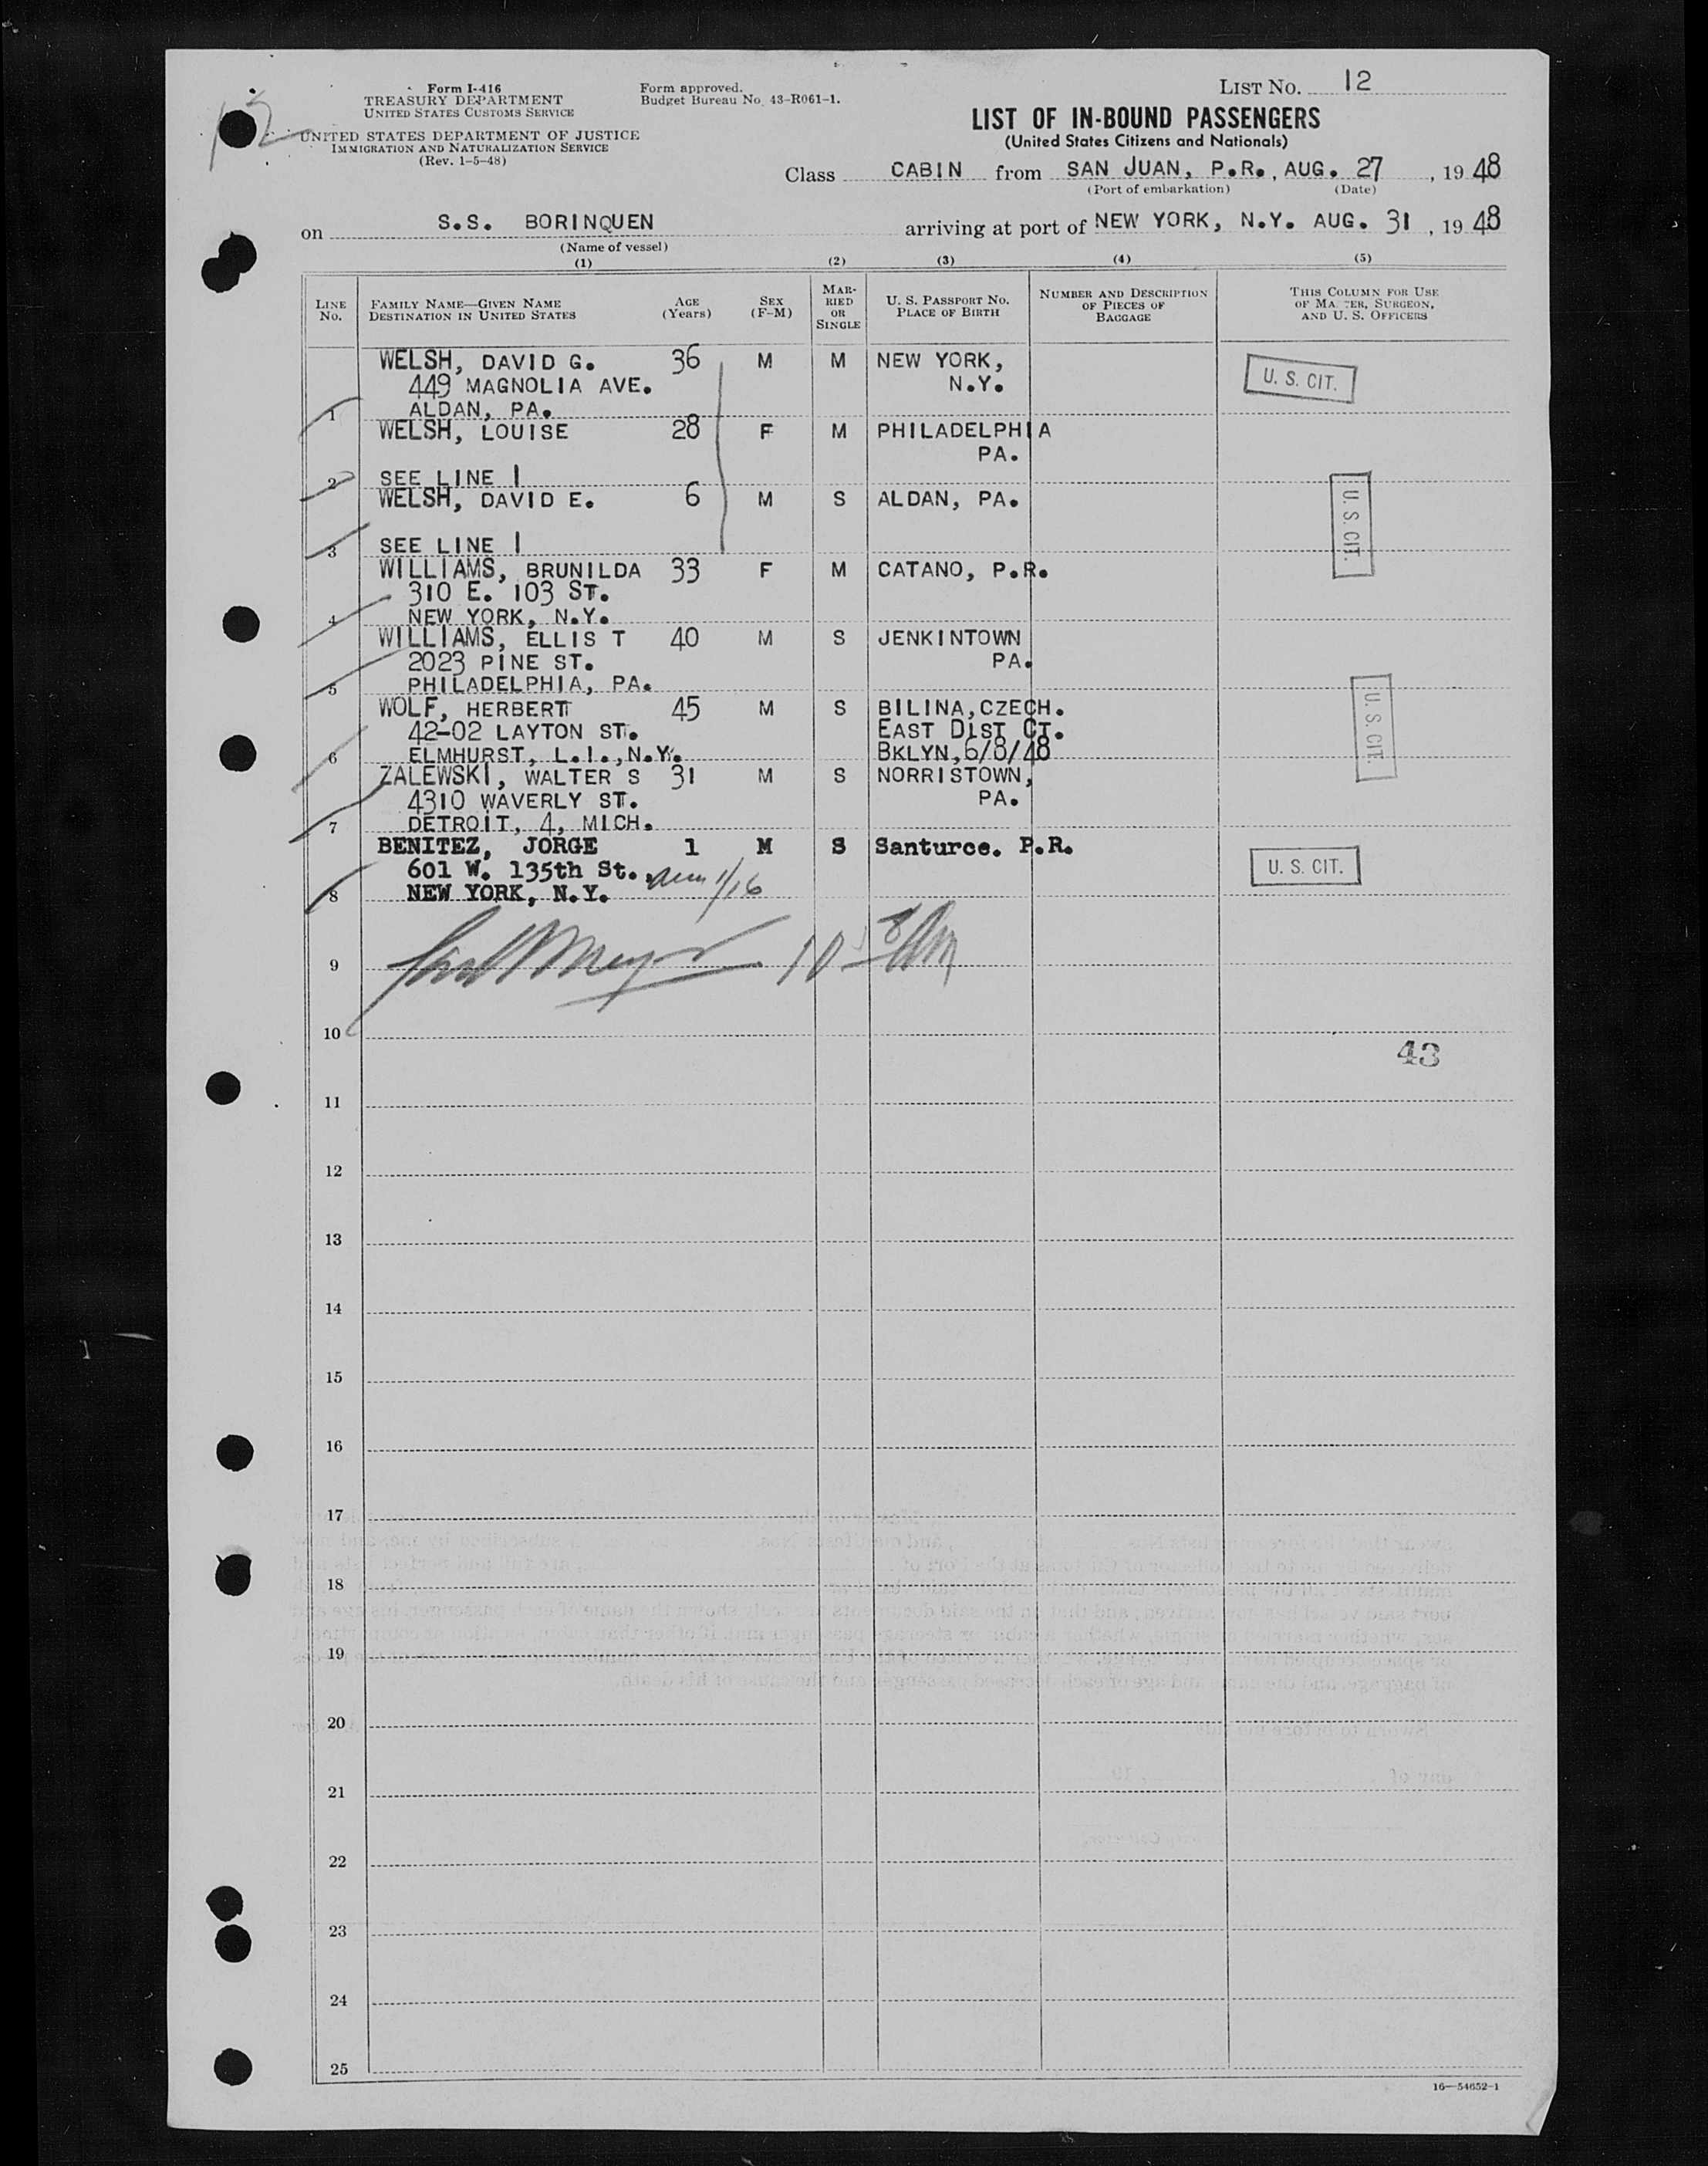 Form I-416
TREASURY DEPARTMENT
UNITED STATES CUSTOMS SERVICE
UNITED STATES DEPARTMENT OF JUSTICE
IMMIGRATION AND NATURALIZATION SERVICE
(Rev. 1-5-48)
Form approved.
Budget Bureau No. 43-R061-1.
LIST NO. 12
LIST OF IN-BOUND PASSENGERS
(United States Citizens and Nationals)
Class CABIN from SAN JUAN, P.R., AUG. 27, 1948
(Port of embarkation) (Date)
on S.S. BORINQUEN arriving at port of NEW YORK, N.Y. AUG. 31, 1948
(Name of vessel)
(1) (2) (3) (4) (5)
LINE NO.
FAMILY NAME—GIVEN NAME
DESTINATION IN UNITED STATES
AGE
(Years)
SEX
(F-M)
MAR-
RIED
OR
SINGLE
U. S. PASSPORT NO.
PLACE OF BIRTH
NUMBER AND DESCRIPTION
OF PIECES OF
BAGGAGE
THIS COLUMN FOR USE
OF MASTER, SURGEON,
AND U. S. OFFICERS
WELSH, DAVID G. 36 M M NEW YORK,
449 MAGNOLIA AVE. N.Y. U. S. CIT.
1 ALDAN, PA.
WELSH, LOUISE 28 F M PHILADELPHIA
PA.
2 SEE LINE 1
WELSH, DAVID E. 6 M S ALDAN, PA. U. S. CIT.
3 SEE LINE 1
WILLIAMS, BRUNILDA 33 F M CATANO, P.R.
310 E. 103 ST.
4 NEW YORK, N.Y.
WILLIAMS, ELLIS T 40 M S JENKINTOWN
2023 PINE ST. PA.
5 PHILADELPHIA, PA.
WOLF, HERBERT 45 M S BILINA, CZECH. U. S. CIT.
42-02 LAYTON ST. EAST DIST CT.
6 ELMHURST, L.I., N.Y. BKLYN, 6/8/48
ZALEWSKI, WALTER S 31 M S NORRISTOWN,
4310 WAVERLY ST. PA.
7 DETROIT, 4, MICH.
BENITEZ, JORGE 1 M S Santurce. P.R. U. S. CIT.
601 W. 135th St.,
8 NEW YORK, N.Y. 11/16
9
10
43
11
12
13
14
15
16
17
18
19
20
21
22
23
24
25
16—54652-1